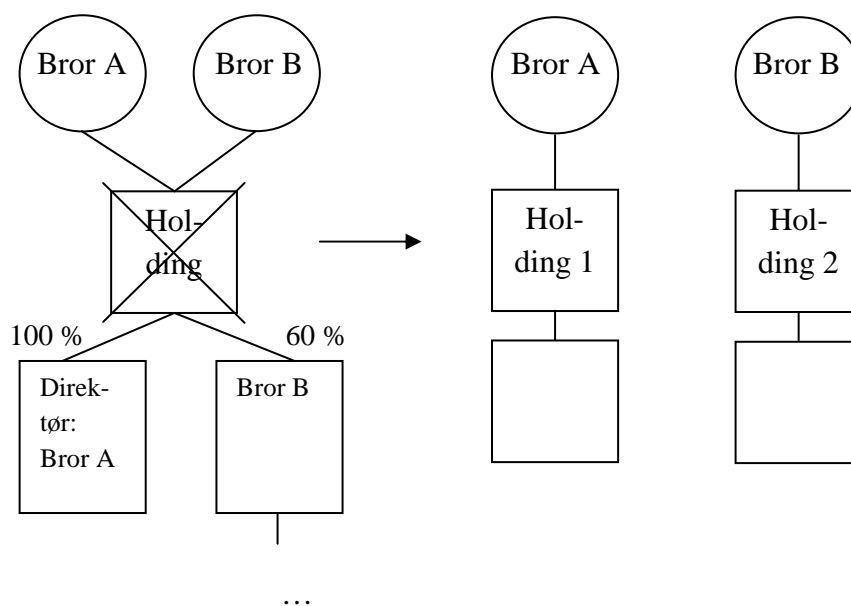 Bror A
Bror B
Bror A
Bror B
Hol-
ding
Hol-
ding 1
Hol-
ding 2
100 %
60 %
Direk-
tør:
Bror A
Bror B
…